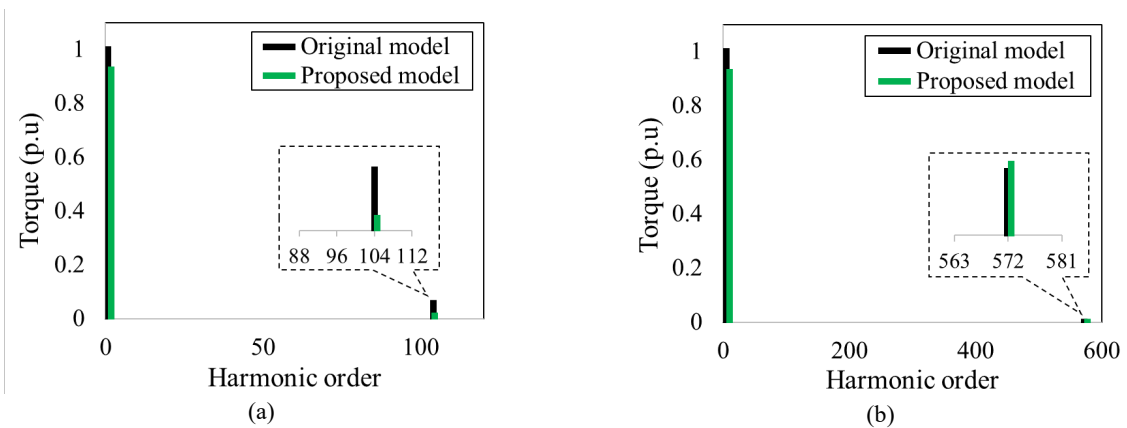 Torque (p.u)
1
0.8
0.6
0.4
0.2
0
Original model
Proposed model
88 96 104 112
0 50 100
Harmonic order
(a)
Torque (p.u)
1
0.8
0.6
0.4
0.2
0
Original model
Proposed model
563 572 581
0 200 400 600
Harmonic order
(b)